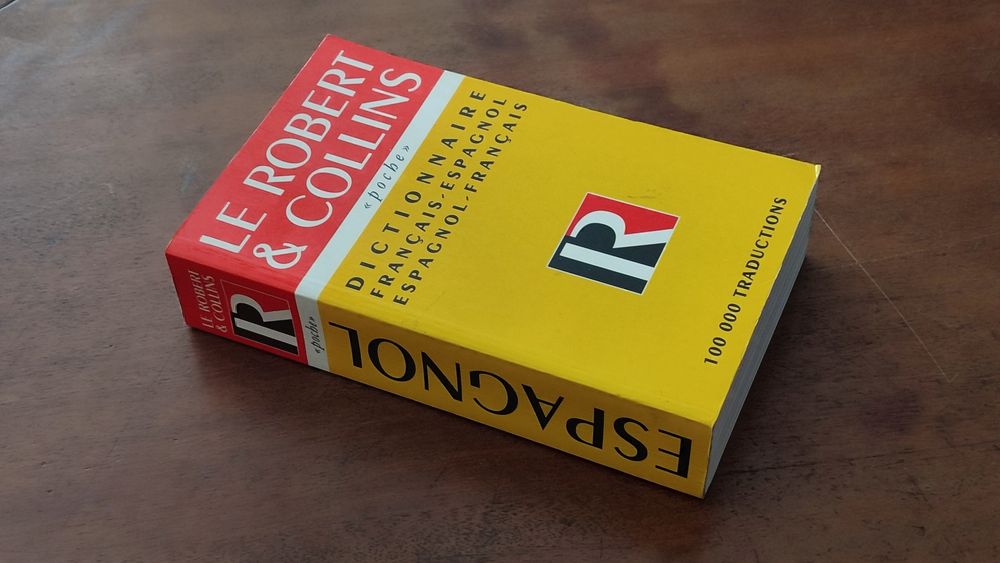 LE ROBERT
& COLLINS
« poche »
DICTIONNAIRE
FRANÇAIS-ESPAGNOL
ESPAGNOL-FRANÇAIS
R
100 000 TRADUCTIONS
LE ROBERT
& COLLINS
R
« poche »
ESPAGNOL